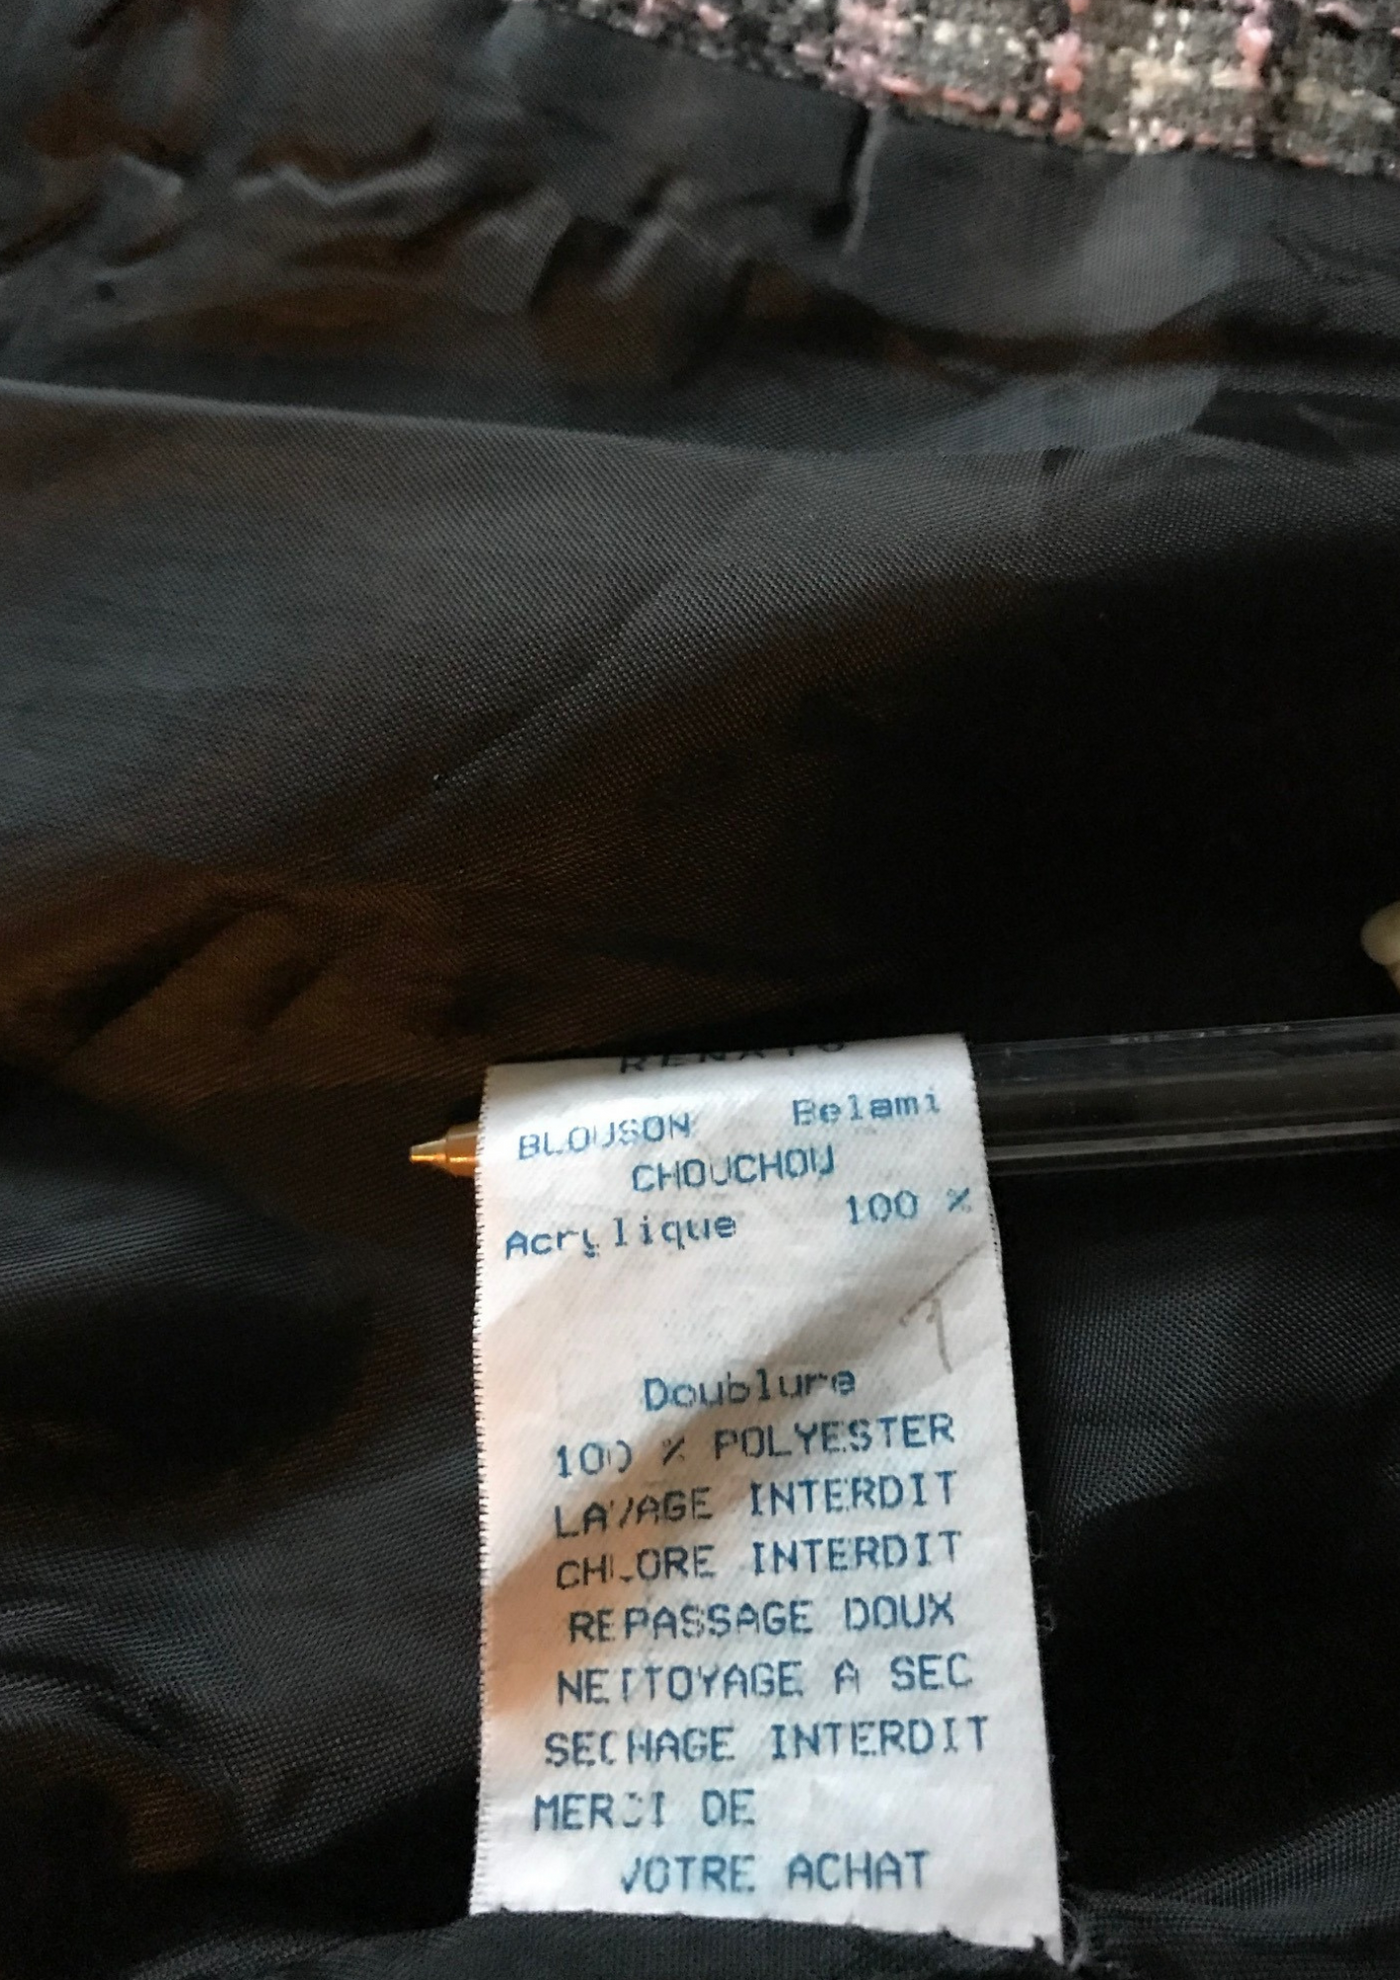 BLOUSON Belami
CHOUCHOU
Acrylique 100 %
Doublure
100 % POLYESTER
LAVAGE INTERDIT
CHLORE INTERDIT
REPASSAGE DOUX
NETTOYAGE A SEC
SECHAGE INTERDIT
MERCI DE
VOTRE ACHAT